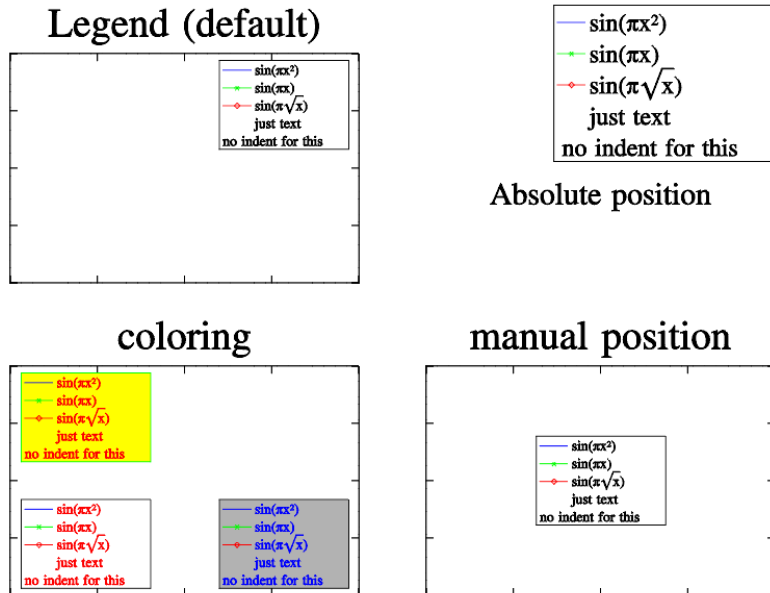 Legend (default)
sin(πx²)
sin(πx)
sin(π√x)
just text
no indent for this
sin(πx²)
sin(πx)
sin(π√x)
just text
no indent for this
Absolute position
coloring
sin(πx²)
sin(πx)
sin(π√x)
just text
no indent for this
sin(πx²)
sin(πx)
sin(π√x)
just text
no indent for this
sin(πx²)
sin(πx)
sin(π√x)
just text
no indent for this
manual position
sin(πx²)
sin(πx)
sin(π√x)
just text
no indent for this